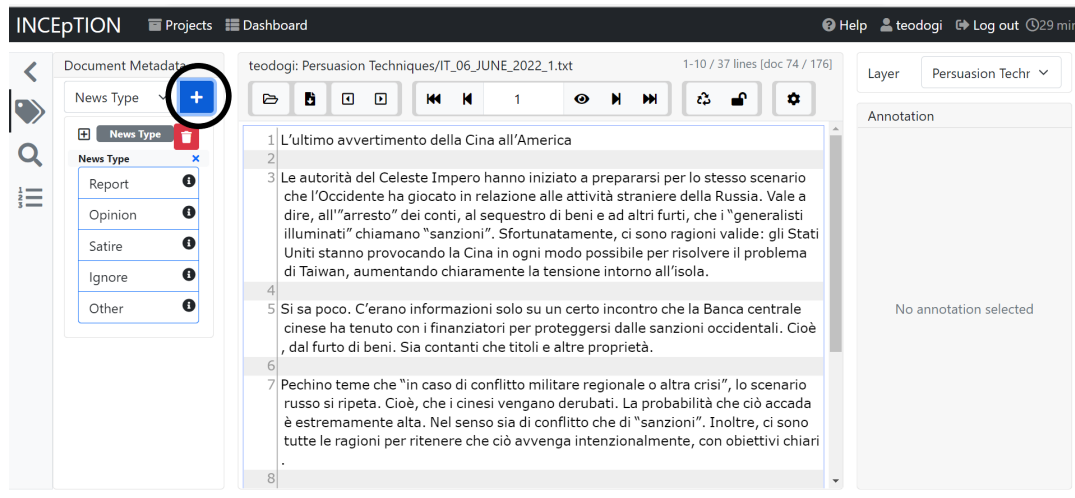 INCEpTION Projects Dashboard Help teodogi Log out 29 min
Document Metadata
News Type
+
News Type
News Type ×
Report
Opinion
Satire
Ignore
Other
teodogi: Persuasion Techniques/IT_06_JUNE_2022_1.txt 1-10 / 37 lines [doc 74 / 176]
1
1 L’ultimo avvertimento della Cina all’America
2
3 Le autorità del Celeste Impero hanno iniziato a prepararsi per lo stesso scenario
che l’Occidente ha giocato in relazione alle attività straniere della Russia. Vale a
dire, all'”arresto” dei conti, al sequestro di beni e ad altri furti, che i “generalisti
illuminati” chiamano “sanzioni”. Sfortunatamente, ci sono ragioni valide: gli Stati
Uniti stanno provocando la Cina in ogni modo possibile per risolvere il problema
di Taiwan, aumentando chiaramente la tensione intorno all’isola.
4
5 Si sa poco. C’erano informazioni solo su un certo incontro che la Banca centrale
cinese ha tenuto con i finanziatori per proteggersi dalle sanzioni occidentali. Cioè
, dal furto di beni. Sia contanti che titoli e altre proprietà.
6
7 Pechino teme che “in caso di conflitto militare regionale o altra crisi”, lo scenario
russo si ripeta. Cioè, che i cinesi vengano derubati. La probabilità che ciò accada
è estremamente alta. Nel senso sia di conflitto che di “sanzioni”. Inoltre, ci sono
tutte le ragioni per ritenere che ciò avvenga intenzionalmente, con obiettivi chiari
.
8
Layer Persuasion Techr
Annotation
No annotation selected